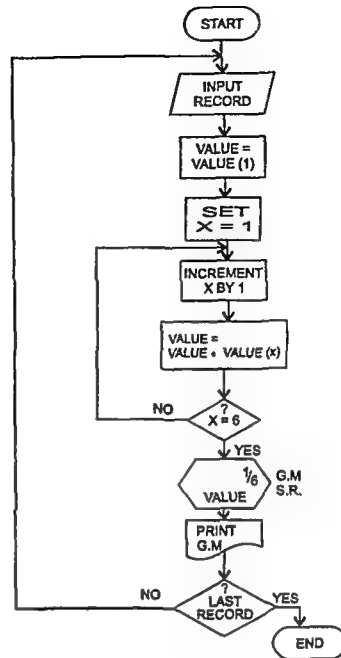 START
INPUT
RECORD
VALUE =
VALUE (1)
SET
X = 1
INCREMENT
X BY 1
VALUE =
VALUE * VALUE (x)
?
X = 6
NO
YES
1/6
VALUE
G.M
S.R.
PRINT
G.M
?
LAST
RECORD
NO
YES
END